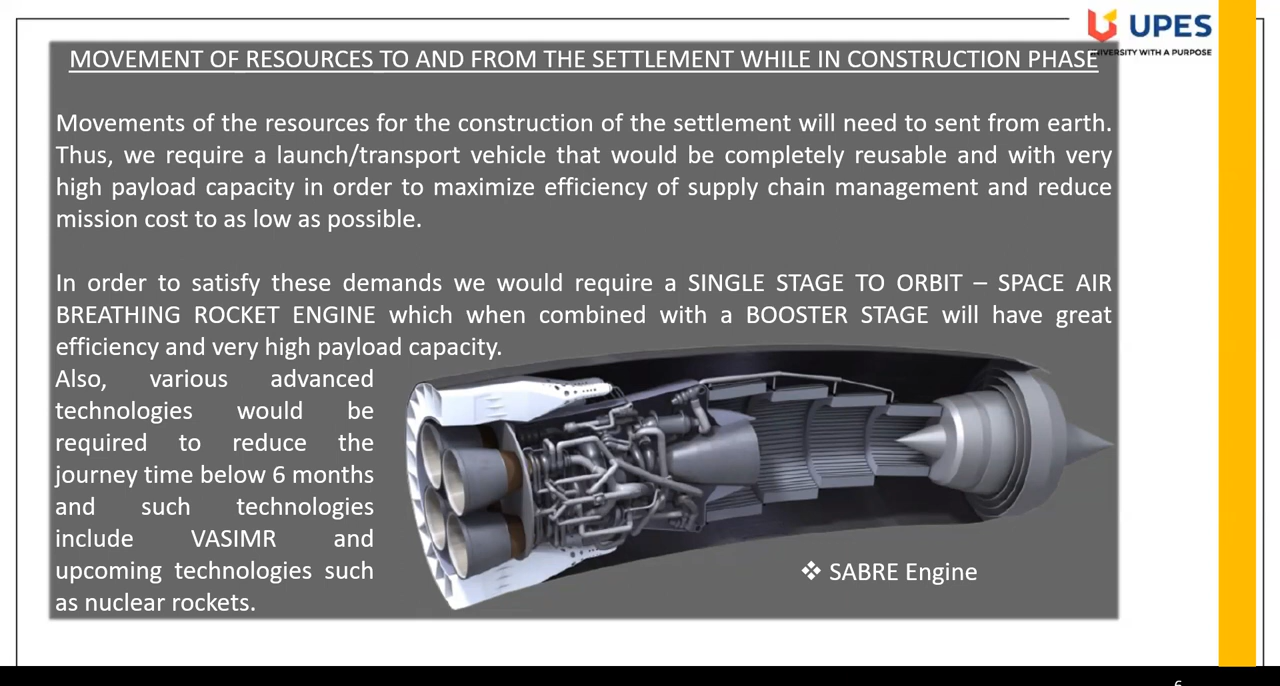 UPES
UNIVERSITY WITH A PURPOSE
MOVEMENT OF RESOURCES TO AND FROM THE SETTLEMENT WHILE IN CONSTRUCTION PHASE
Movements of the resources for the construction of the settlement will need to sent from earth.
Thus, we require a launch/transport vehicle that would be completely reusable and with very
high payload capacity in order to maximize efficiency of supply chain management and reduce
mission cost to as low as possible.
In order to satisfy these demands we would require a SINGLE STAGE TO ORBIT – SPACE AIR
BREATHING ROCKET ENGINE which when combined with a BOOSTER STAGE will have great
efficiency and very high payload capacity.
Also, various advanced
technologies would be
required to reduce the
journey time below 6 months
and such technologies
include VASIMR and
upcoming technologies such
as nuclear rockets.
❖ SABRE Engine